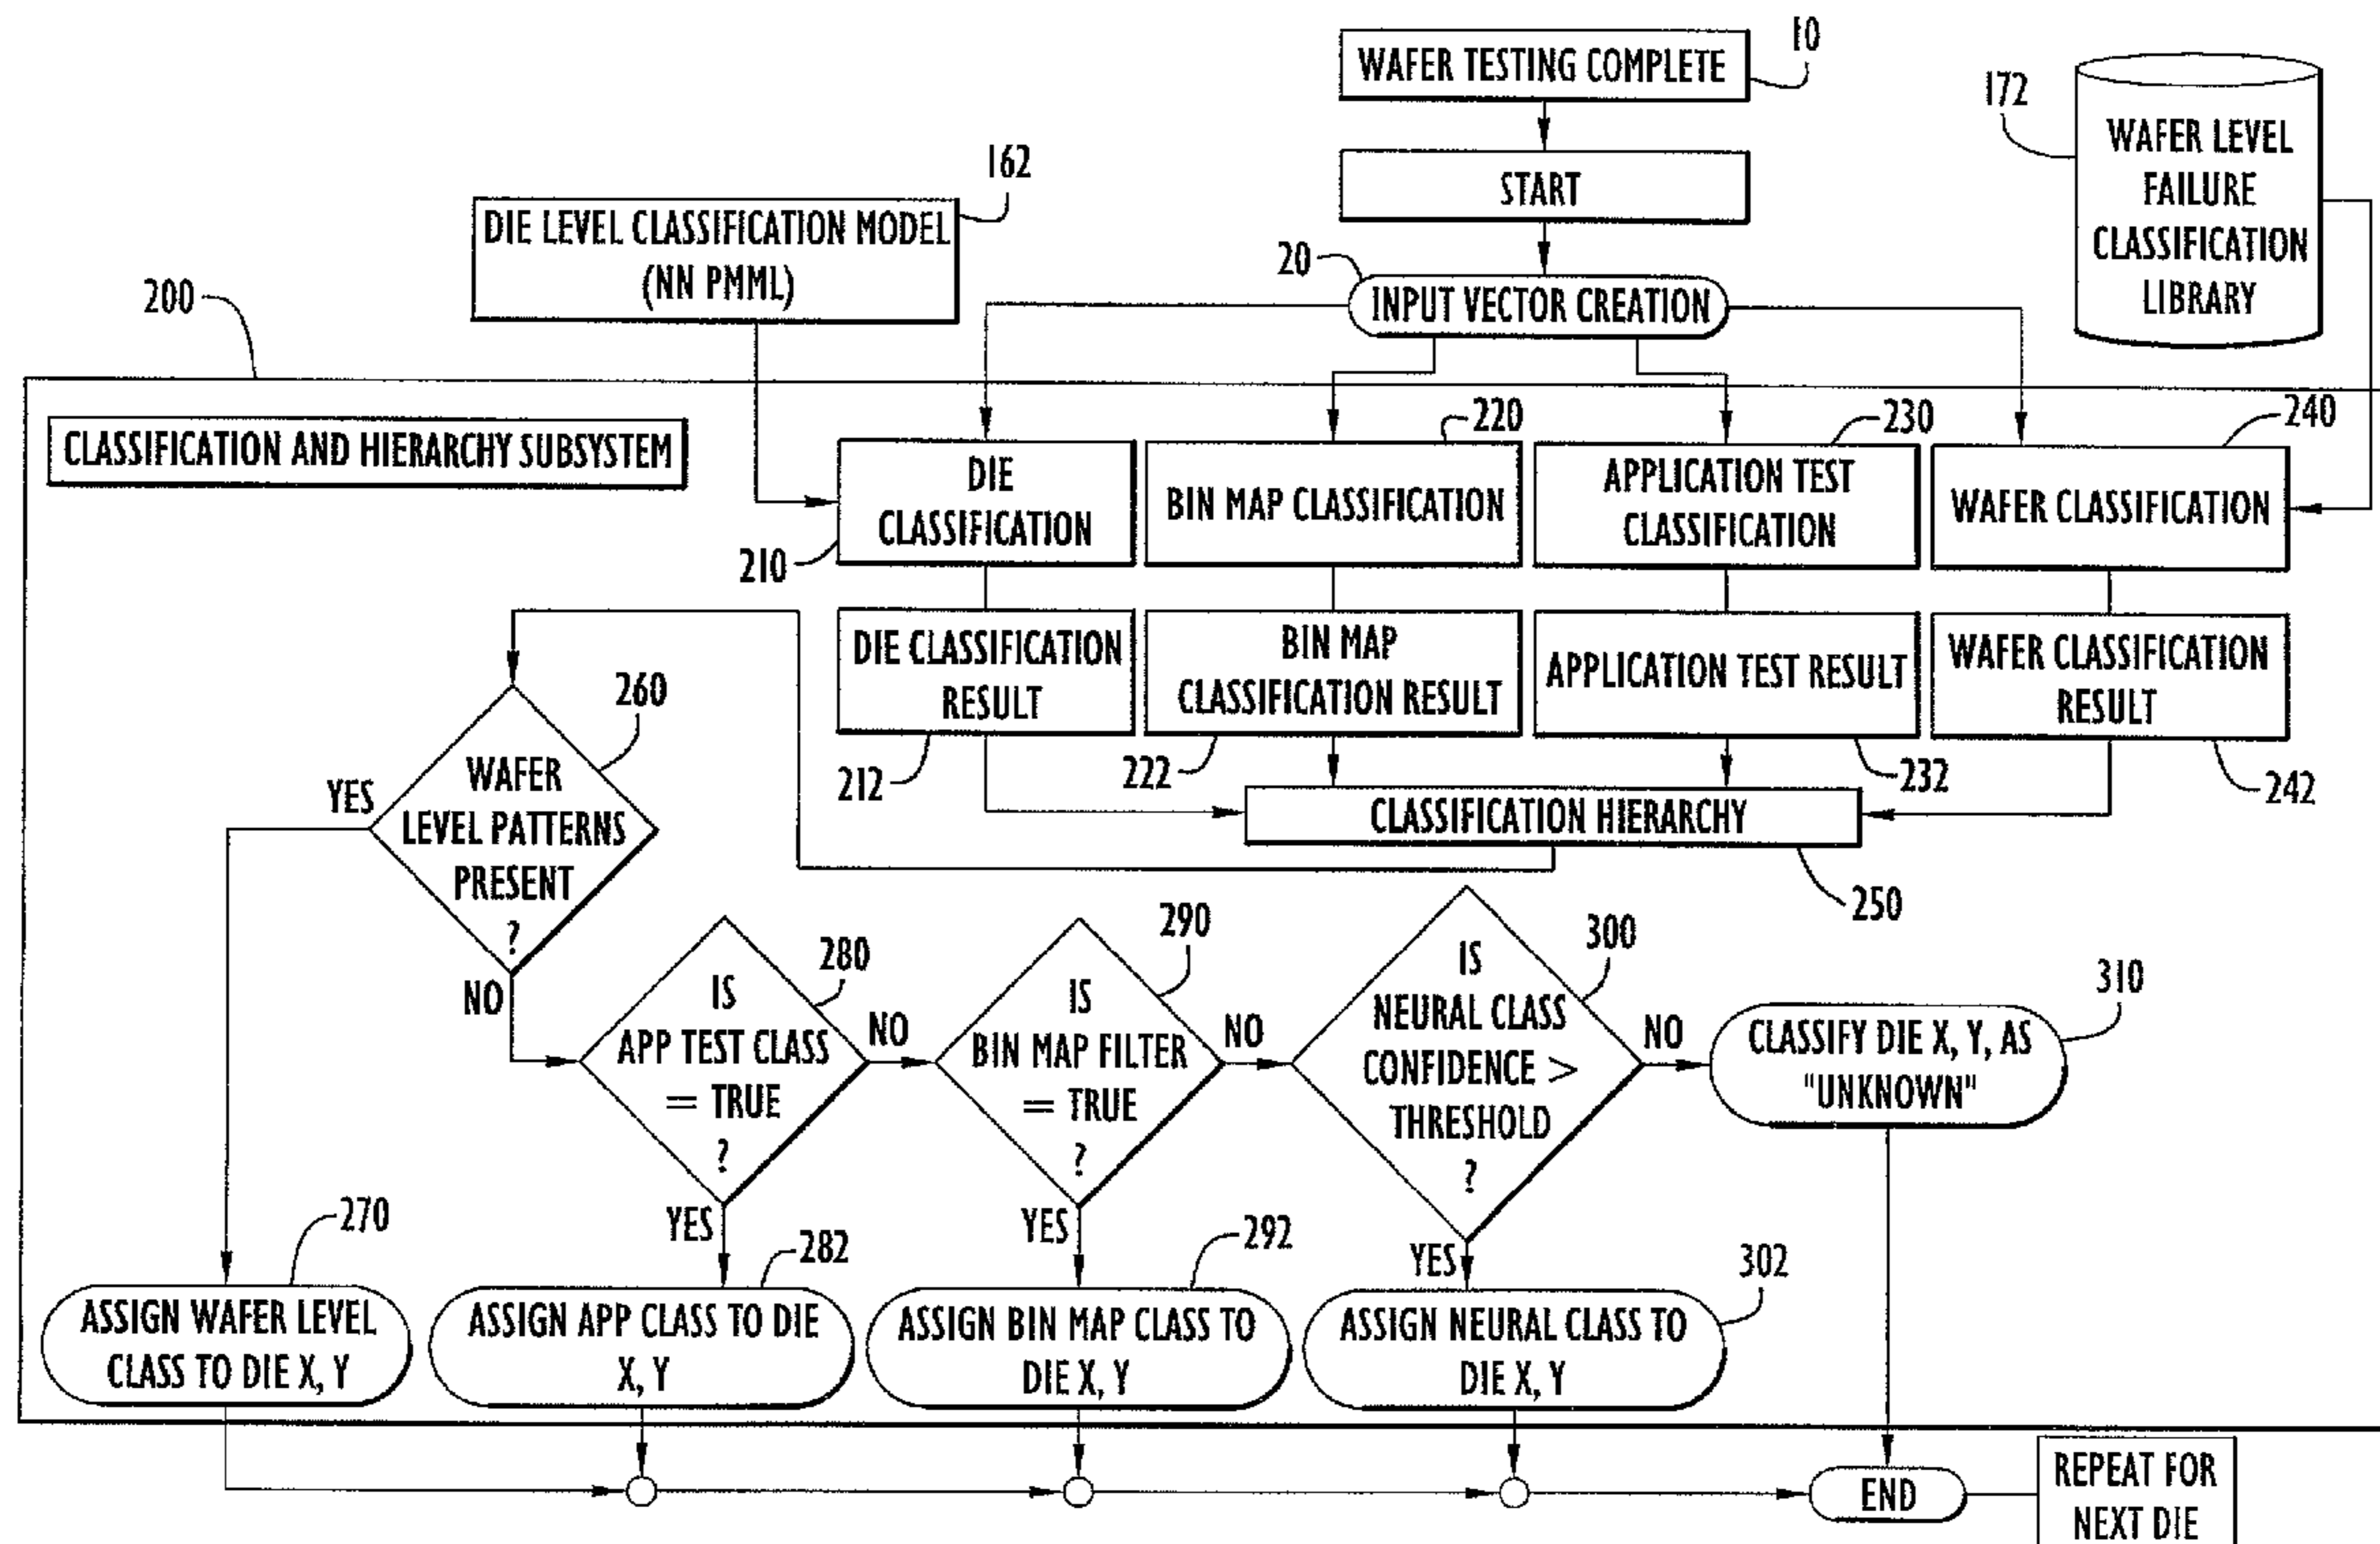 WAFER TESTING COMPLETE
10
START
172
WAFER LEVEL
FAILURE
CLASSIFICATION
LIBRARY
162
DIE LEVEL CLASSIFICATION MODEL
(NN PMML)
20
INPUT VECTOR CREATION
200
CLASSIFICATION AND HIERARCHY SUBSYSTEM
DIE
CLASSIFICATION
210
220
BIN MAP CLASSIFICATION
230
APPLICATION TEST
CLASSIFICATION
240
WAFER CLASSIFICATION
DIE CLASSIFICATION
RESULT
212
BIN MAP
CLASSIFICATION RESULT
222
APPLICATION TEST RESULT
232
WAFER CLASSIFICATION
RESULT
242
CLASSIFICATION HIERARCHY
250
260
WAFER
LEVEL PATTERNS
PRESENT
?
YES
NO
280
IS
APP TEST CLASS
= TRUE
?
NO
YES
290
IS
BIN MAP FILTER
= TRUE
?
NO
YES
300
IS
NEURAL CLASS
CONFIDENCE >
THRESHOLD
?
NO
YES
310
CLASSIFY DIE X, Y, AS
"UNKNOWN"
270
ASSIGN WAFER LEVEL
CLASS TO DIE X, Y
282
ASSIGN APP CLASS TO DIE
X, Y
292
ASSIGN BIN MAP CLASS TO
DIE X, Y
302
ASSIGN NEURAL CLASS TO
DIE X, Y
END
REPEAT FOR
NEXT DIE